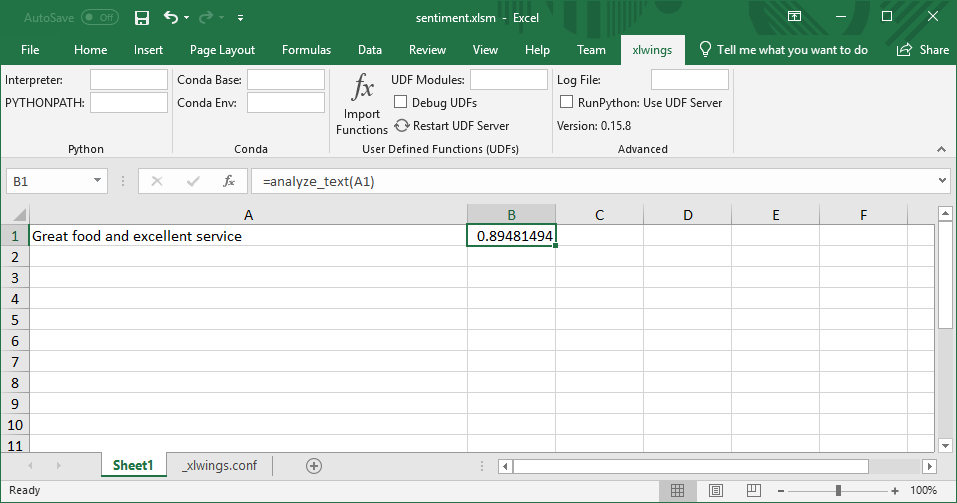 AutoSave Off sentiment.xlsm - Excel
File Home Insert Page Layout Formulas Data Review View Help Team xlwings Tell me what you want to do Share
Interpreter: Conda Base: fx UDF Modules: Log File:
PYTHONPATH: Conda Env: Debug UDFs RunPython: Use UDF Server
Import Functions Restart UDF Server Version: 0.15.8
Python Conda User Defined Functions (UDFs) Advanced
B1 fx =analyze_text(A1)
A B C D E F
1 Great food and excellent service 0.89481494
2
3
4
5
6
7
8
9
10
11
Sheet1 _xlwings.conf
Ready 100%